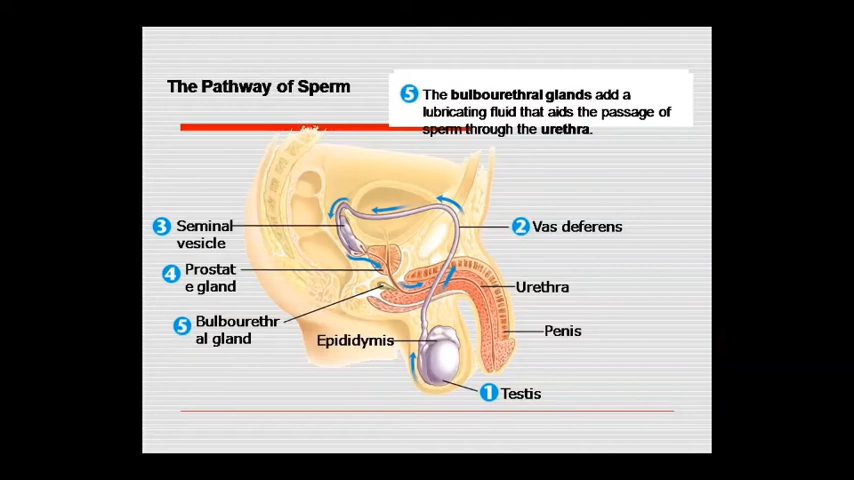 The Pathway of Sperm
5 The bulbourethral glands add a
lubricating fluid that aids the passage of
sperm through the urethra.
3 Seminal
vesicle
2 Vas deferens
4 Prostat
e gland
Urethra
5 Bulbourethr
al gland
Epididymis
Penis
1 Testis